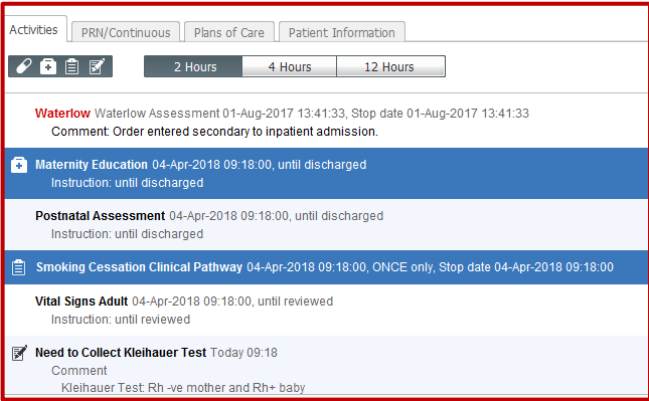 Activities PRN/Continuous Plans of Care Patient Information
2 Hours 4 Hours 12 Hours
Waterlow Waterlow Assessment 01-Aug-2017 13:41:33, Stop date 01-Aug-2017 13:41:33
Comment: Order entered secondary to inpatient admission.
Maternity Education 04-Apr-2018 09:18:00, until discharged
Instruction: until discharged
Postnatal Assessment 04-Apr-2018 09:18:00, until discharged
Instruction: until discharged
Smoking Cessation Clinical Pathway 04-Apr-2018 09:18:00, ONCE only, Stop date 04-Apr-2018 09:18:00
Vital Signs Adult 04-Apr-2018 09:18:00, until reviewed
Instruction: until reviewed
Need to Collect Kleihauer Test Today 09:18
Comment
Kleihauer Test: Rh -ve mother and Rh+ baby